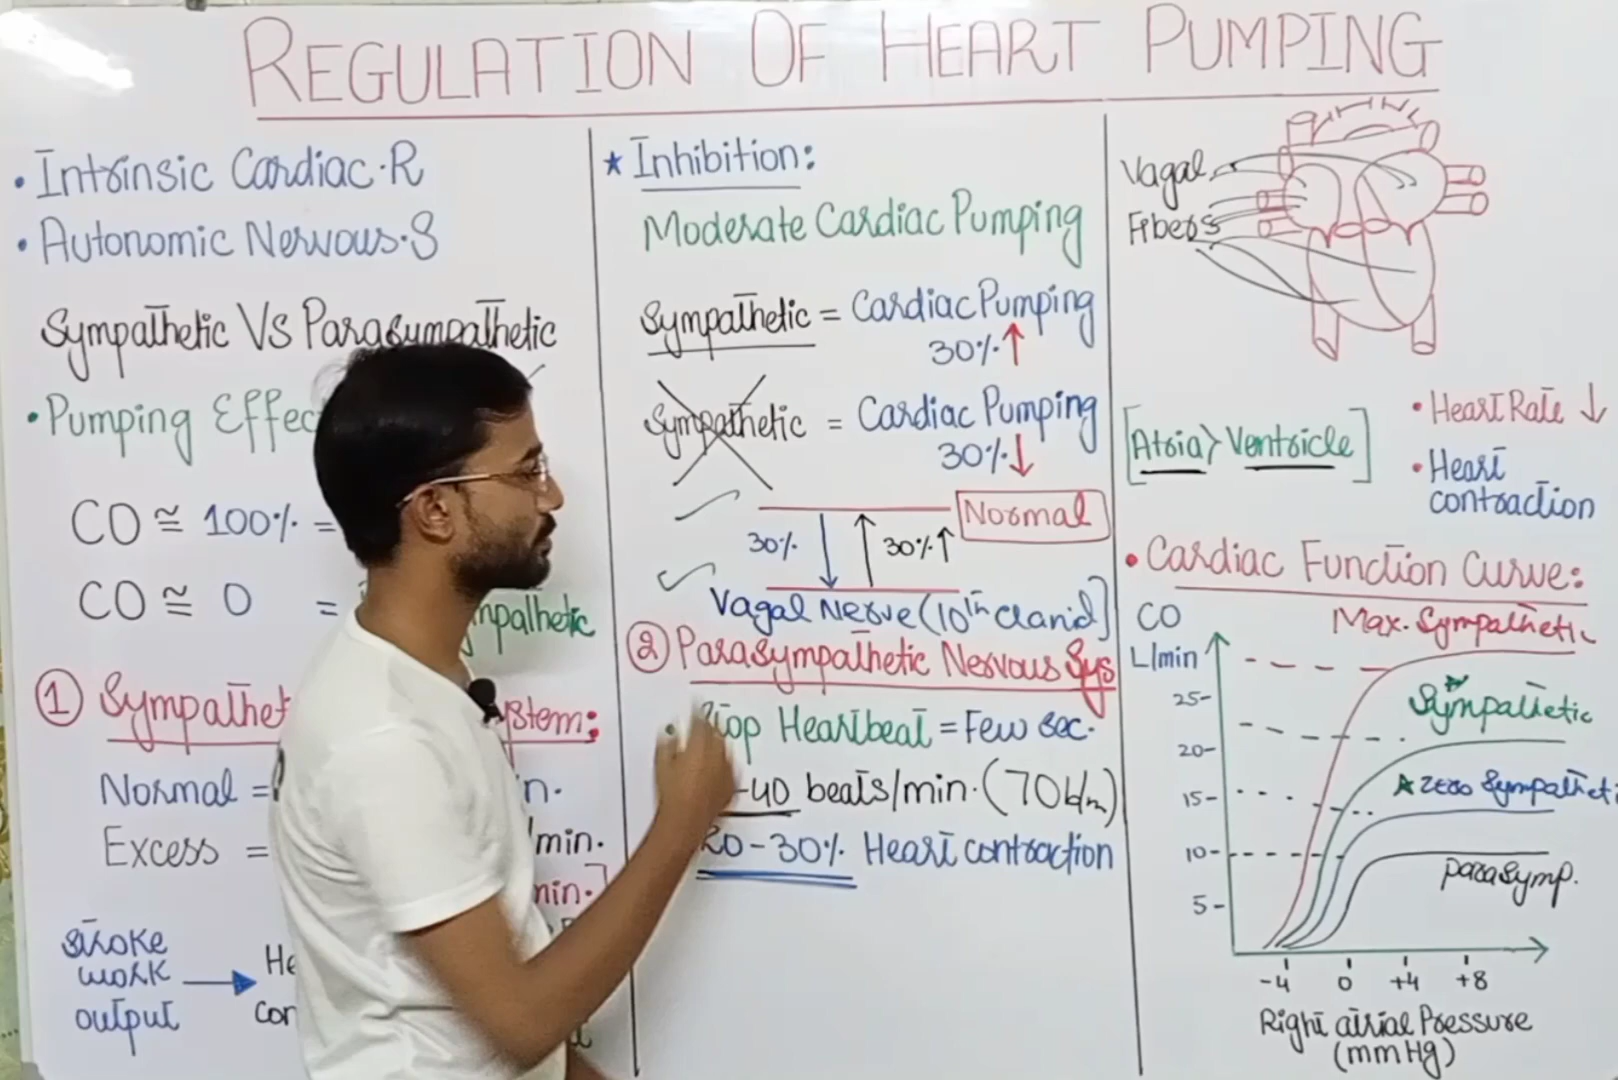 REGULATION OF HEART PUMPING
• Intrinsic Cardiac.R
• Autonomic Nervous.S
Sympathetic Vs Parasympathetic
• Pumping Effec
CO ≅ 100% =
CO ≅ 0 = mpathetic
① Sympathet ystem:
Normal = n.
Excess = /min.
min.]
stroke
work
output
He
Con
★ Inhibition:
Moderate Cardiac Pumping
Sympathetic = Cardiac Pumping
30% ↑
Sympathetic = Cardiac Pumping
30% ↓
Normal
30% ↓ ↑ 30% ↑
Vagal Nerve (10th Cranid]
② Parasympathetic Nervous Sys
• Stop Heartbeat = Few sec.
-40 beats/min. (70b/m)
20-30% Heart contraction
Vagal
Fibers
[Atria > Ventricle]
• Heart Rate ↓
• Heart
contraction
• Cardiac Function Curve:
CO
L/min
Max. Sympathetic
Sympathetic
Zero Sympatheti
Parasymp.
25-
20-
15-
10-
5-
-4 0 +4 +8
Right atrial Pressure
(mmHg)